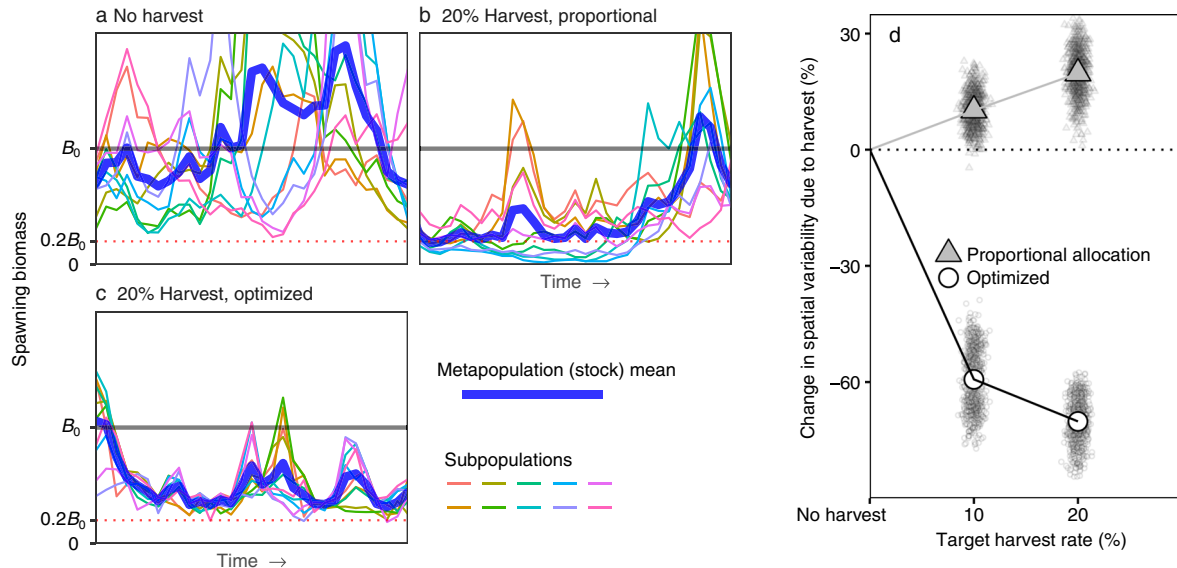 a No harvest
b 20% Harvest, proportional
B₀
0.2B₀
0
Time →
c 20% Harvest, optimized
B₀
0.2B₀
0
Time →
Spawning biomass
Metapopulation (stock) mean
Subpopulations
d
Change in spatial variability due to harvest (%)
30
0
−30
−60
Proportional allocation
Optimized
No harvest
10
20
Target harvest rate (%)